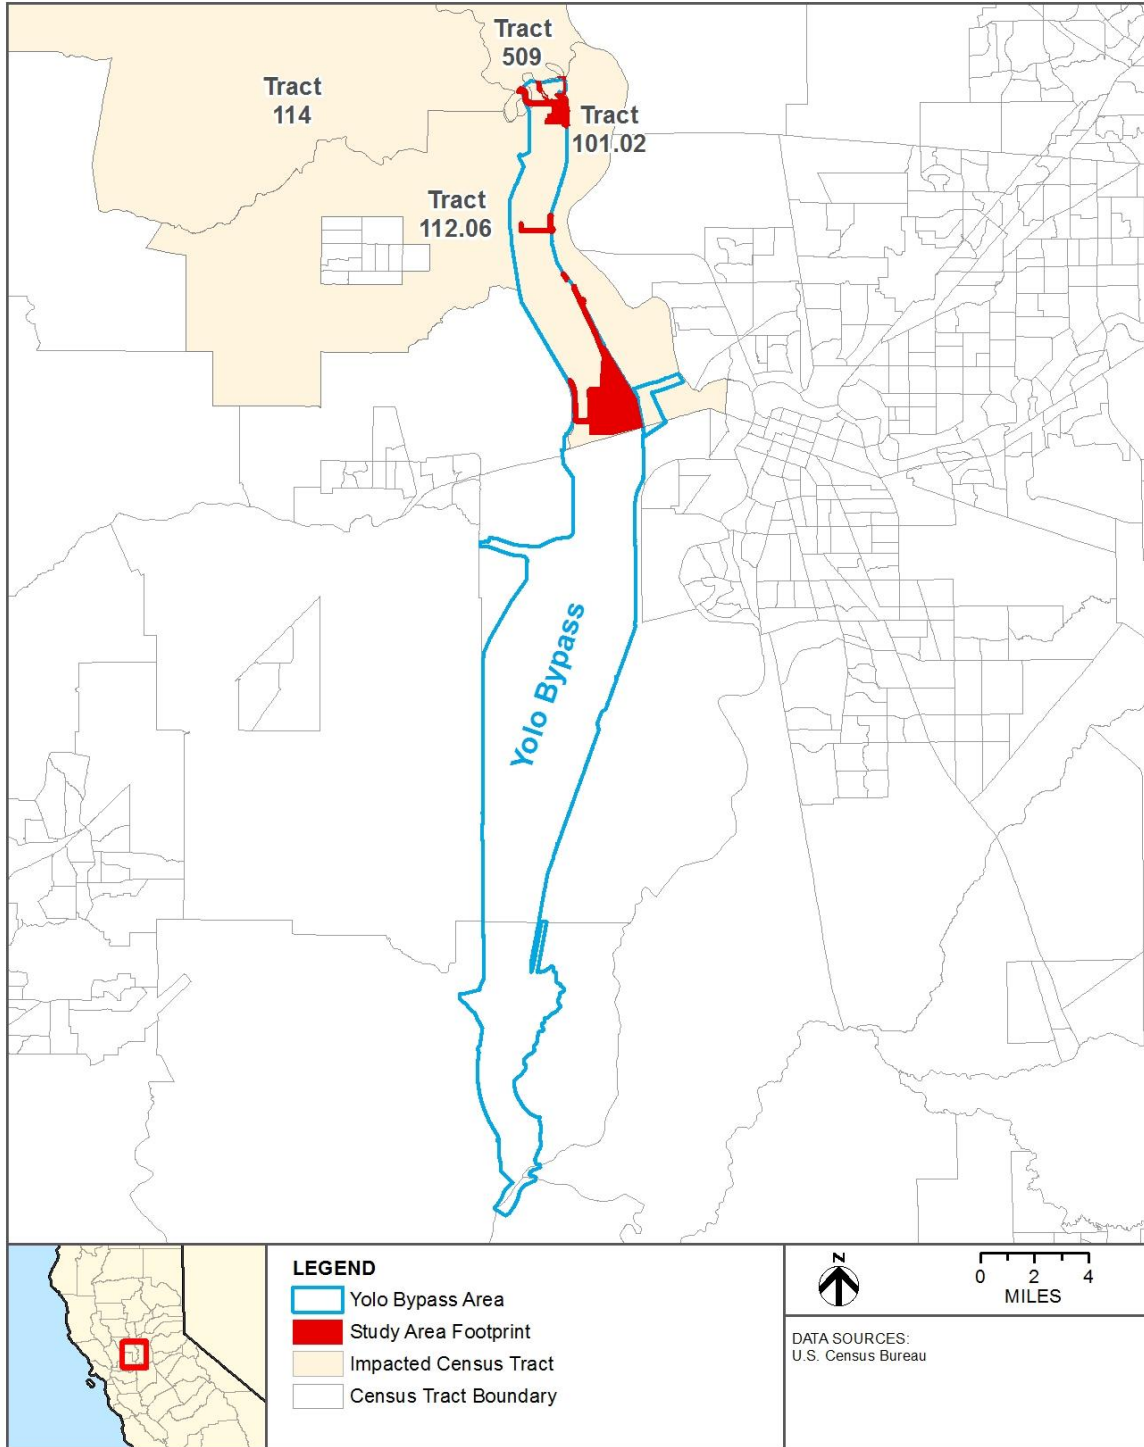 Tract
509
Tract
114
Tract
101.02
Tract
112.06
Yolo Bypass
LEGEND
Yolo Bypass Area
Study Area Footprint
Impacted Census Tract
Census Tract Boundary
N
0 2 4
MILES
DATA SOURCES:
U.S. Census Bureau